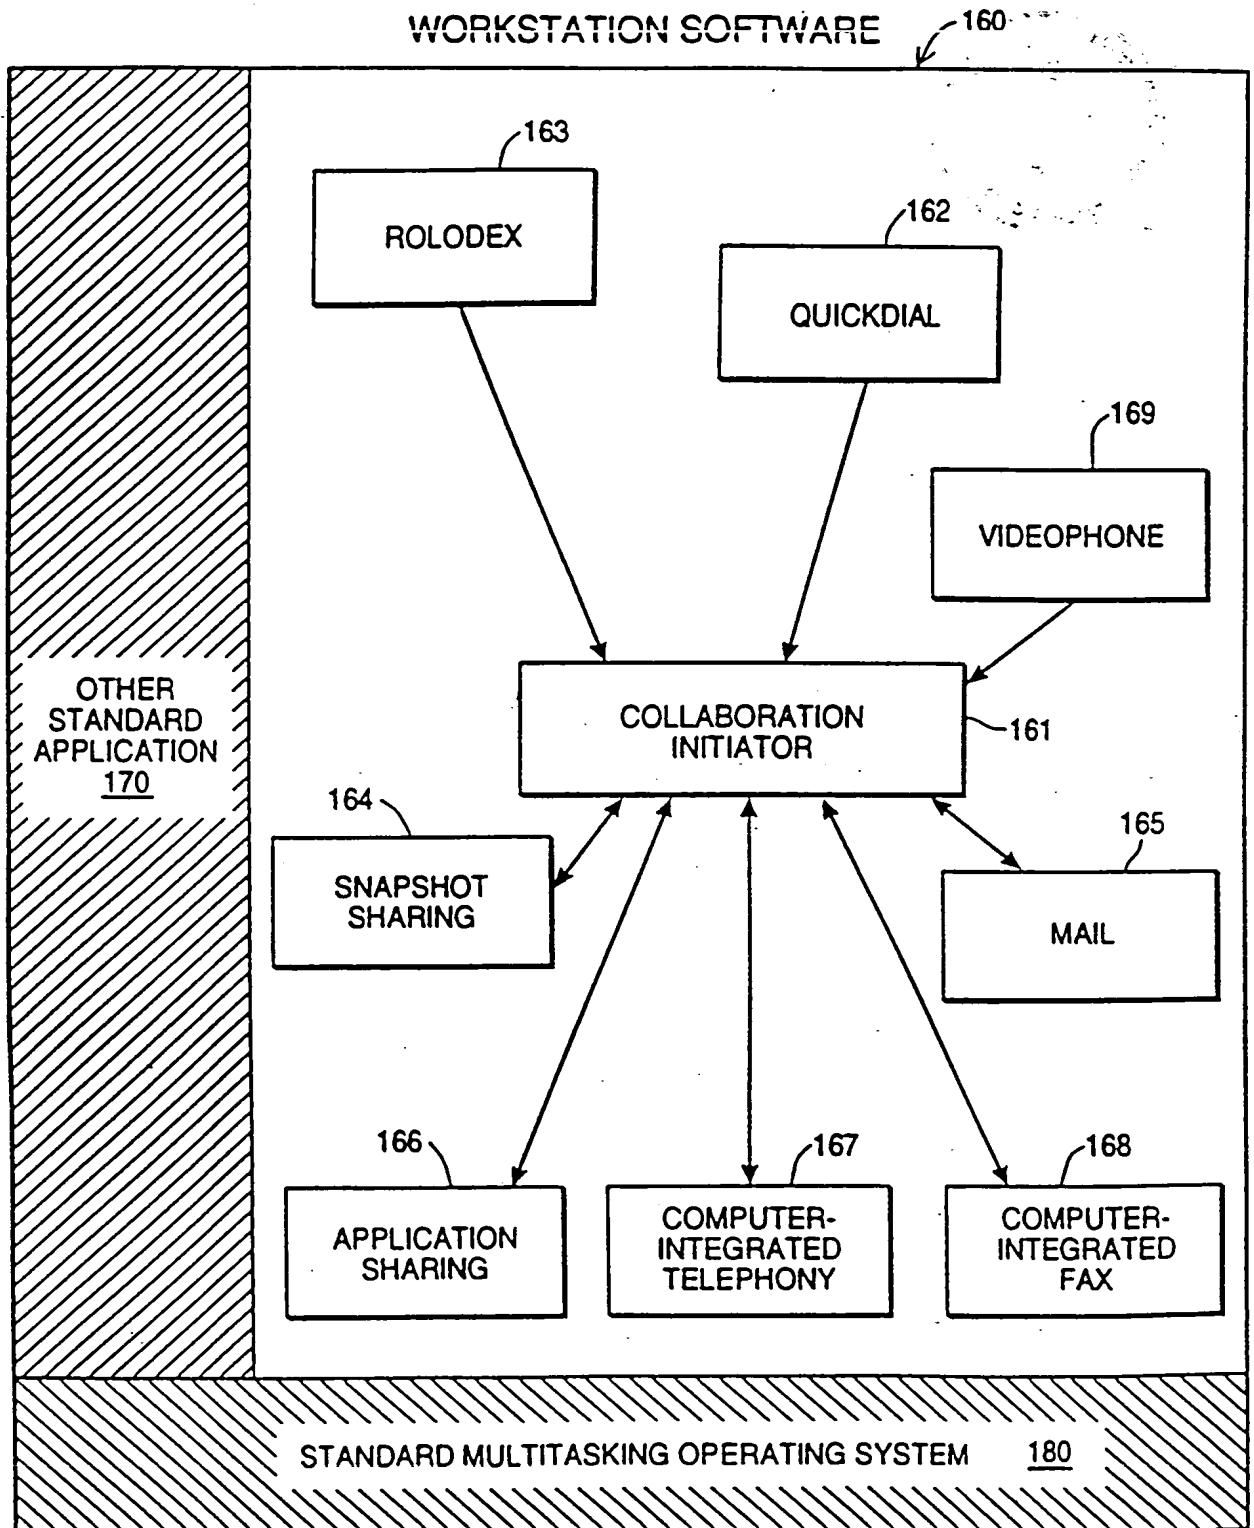 WORKSTATION SOFTWARE
160
163
ROLODEX
162
QUICKDIAL
169
VIDEOPHONE
COLLABORATION
INITIATOR
161
OTHER
STANDARD
APPLICATION
170
164
SNAPSHOT
SHARING
165
MAIL
166
APPLICATION
SHARING
167
COMPUTER-
INTEGRATED
TELEPHONY
168
COMPUTER-
INTEGRATED
FAX
STANDARD MULTITASKING OPERATING SYSTEM 180